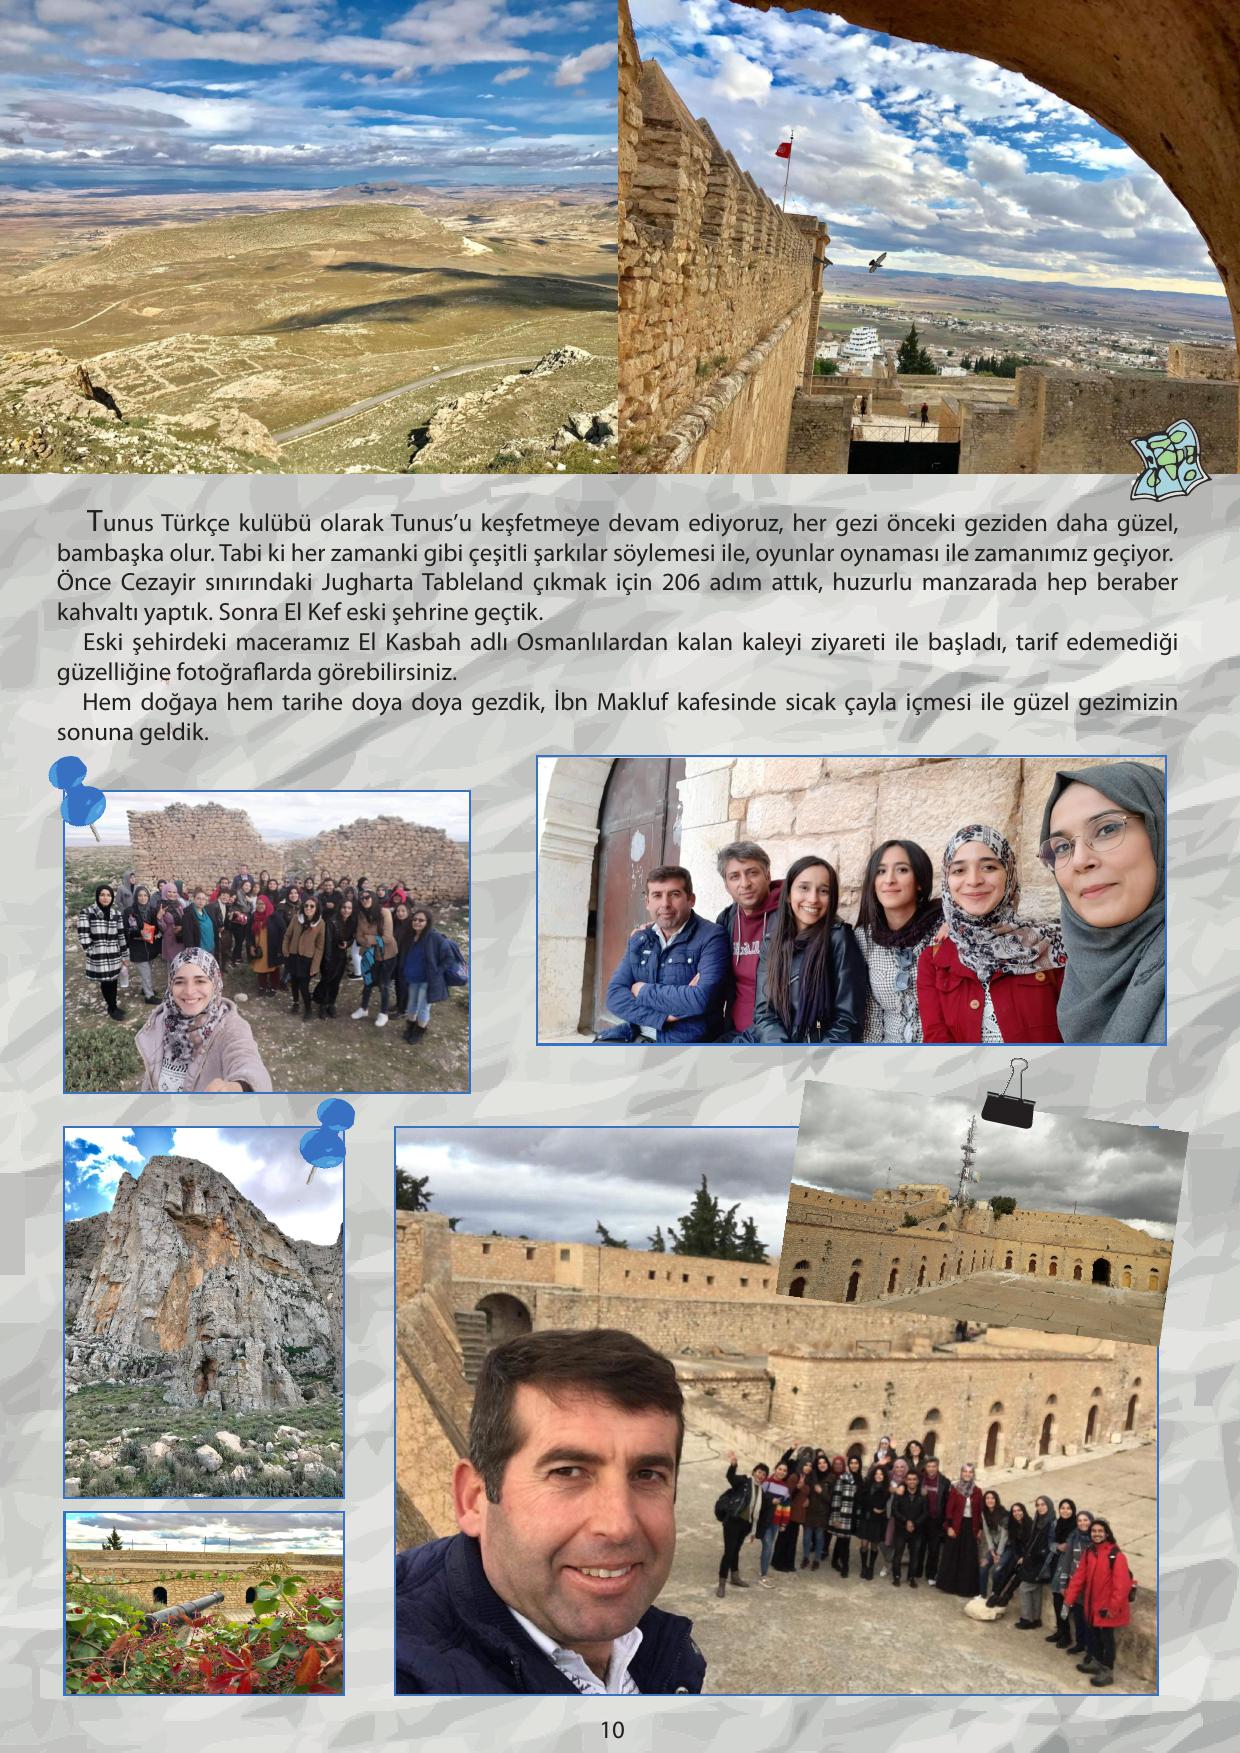 Tunus Türkçe kulübü olarak Tunus’u keşfetmeye devam ediyoruz, her gezi önceki geziden daha güzel,
bambaşka olur. Tabi ki her zamanki gibi çeşitli şarkılar söylemesi ile, oyunlar oynaması ile zamanımız geçiyor.
Önce Cezayir sınırındaki Jugharta Tableland çıkmak için 206 adım attık, huzurlu manzarada hep beraber
kahvaltı yaptık. Sonra El Kef eski şehrine geçtik.
Eski şehirdeki maceramız El Kasbah adlı Osmanlılardan kalan kaleyi ziyareti ile başladı, tarif edemediği
güzelliğine fotoğraflarda görebilirsiniz.
Hem doğaya hem tarihe doya doya gezdik, İbn Makluf kafesinde sicak çayla içmesi ile güzel gezimizin
sonuna geldik.
10